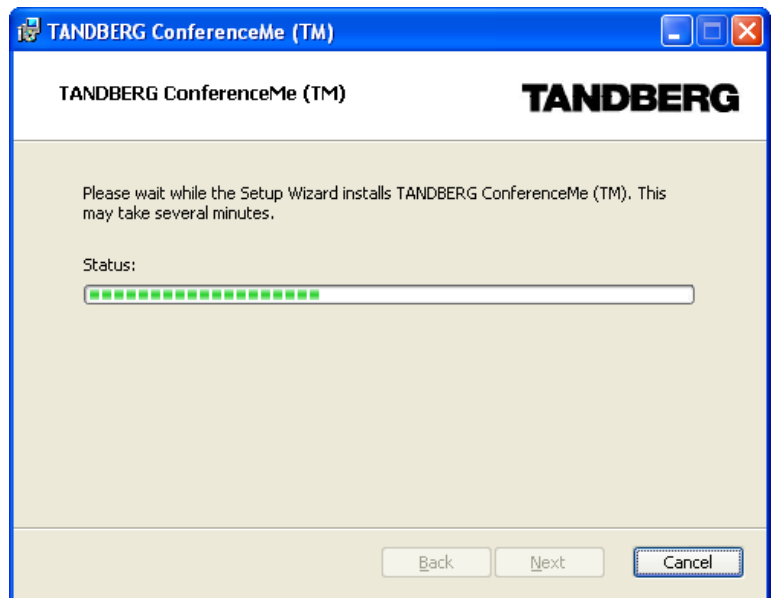 TANDBERG ConferenceMe (TM)
TANDBERG ConferenceMe (TM)
TANDBERG
Please wait while the Setup Wizard installs TANDBERG ConferenceMe (TM). This
may take several minutes.
Status:
Back
Next
Cancel